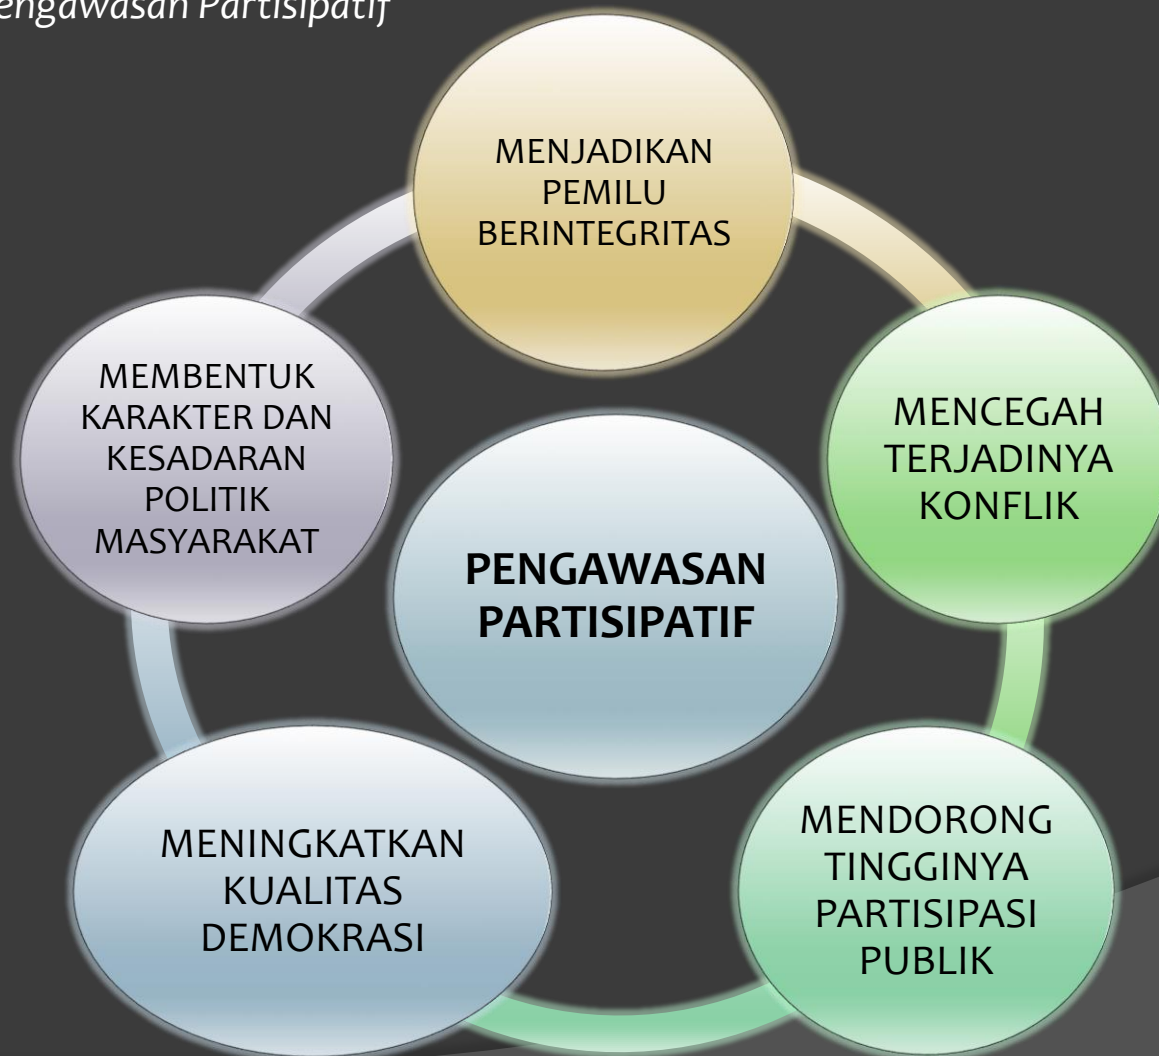 Partisipatif
MENJADIKAN
PEMILU
BERINTEGRITAS
MENCEGAH
TERJADINYA
KONFLIK
MENDORONG
TINGGINYA
PARTISIPASI
PUBLIK
MENINGKATKAN
KUALITAS
DEMOKRASI
MEMBENTUK
KARAKTER DAN
KESADARAN
POLITIK
MASYARAKAT
PENGAWASAN
PARTISIPATIF